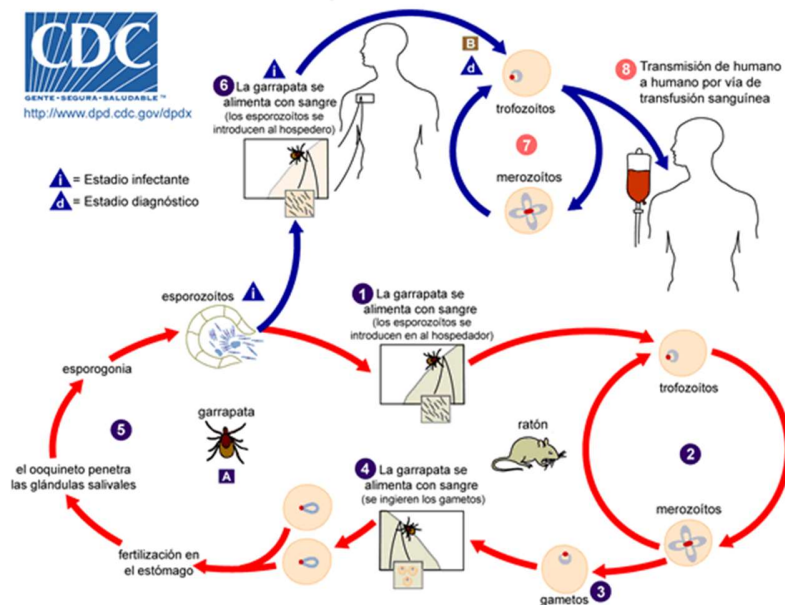 CDC
GENTE-SEGURA-SALUDABLE™
http://www.dpd.cdc.gov/dpdx
i = Estadio infectante
d = Estadio diagnóstico
6 La garrapata se
alimenta con sangre
(los esporozoítos se
introducen al hospedero)
i
B
d
trofozoítos
7
merozoítos
8 Transmisión de humano
a humano por vía de
transfusión sanguínea
esporozoítos
i
1 La garrapata se
alimenta con sangre
(los esporozoítos se
introducen en al hospedador)
trofozoítos
esporogonia
5
garrapata
A
ratón
2
el ooquineto penetra
las glándulas salivales
4 La garrapata se
alimenta con sangre
(se ingieren los gametos)
merozoítos
fertilización en
el estómago
gametos 3